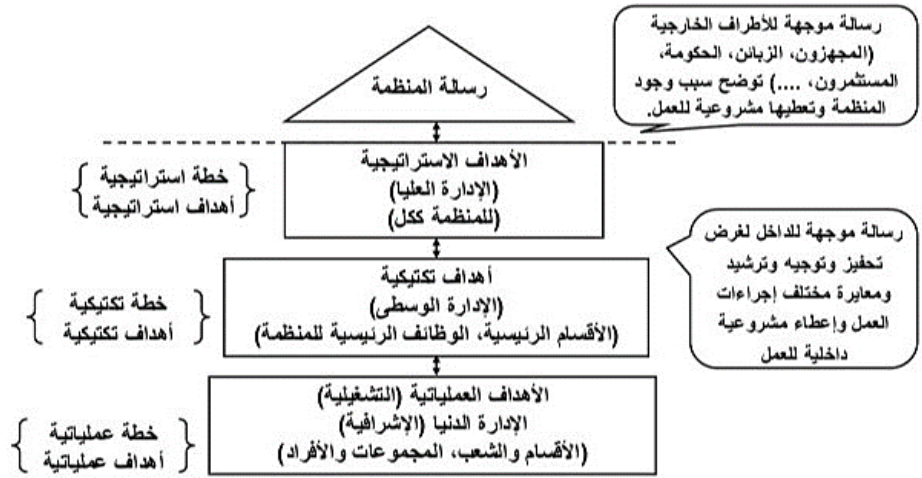 رسالة المنظمة
رسالة موجهة للأطراف الخارجية
(المجهزون، الزبائن، الحكومة،
المستثمرون، ....) توضح سبب وجود
المنظمة وتعطيها مشروعية للعمل.
الأهداف الاستراتيجية
(الإدارة العليا)
(للمنظمة ككل)
خطة استراتيجية
أهداف استراتيجية
رسالة موجهة للداخل لغرض
تحفيز وتوجيه وترشيد
ومعايرة مختلف إجراءات
العمل وإعطاء مشروعية
داخلية للعمل
أهداف تكتيكية
(الإدارة الوسطى)
(الأقسام الرئيسية، الوظائف الرئيسية للمنظمة)
خطة تكتيكية
أهداف تكتيكية
الأهداف العملياتية (التشغيلية)
الإدارة الدنيا (الإشرافية)
(الأقسام والشعب، المجموعات والأفراد)
خطة عملياتية
أهداف عملياتية